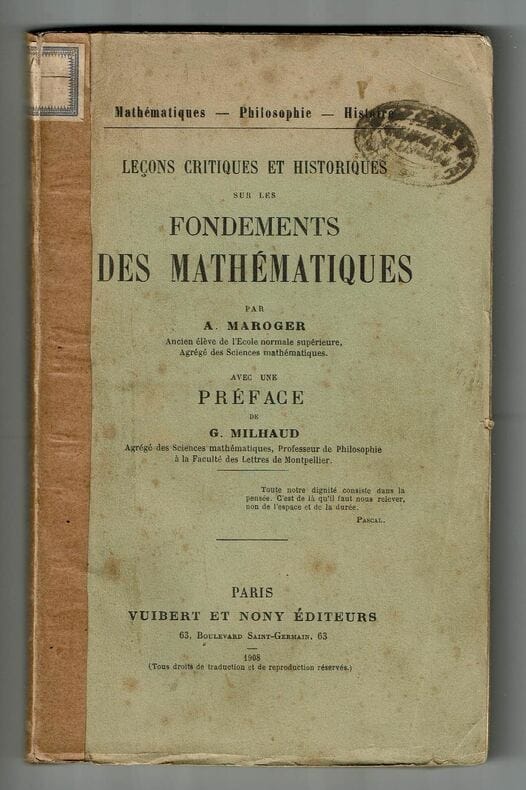 Mathématiques — Philosophie — Histoire
LEÇONS CRITIQUES ET HISTORIQUES
SUR LES
FONDEMENTS
DES MATHÉMATIQUES
PAR
A. MAROGER
Ancien élève de l'Ecole normale supérieure,
Agrégé des Sciences mathématiques.
AVEC UNE
PRÉFACE
DE
G. MILHAUD
Agrégé des Sciences mathématiques, Professeur de Philosophie
à la Faculté des Lettres de Montpellier.
Toute notre dignité consiste dans la
pensée. C'est de là qu'il faut nous relever,
non de l'espace et de la durée.
PASCAL.
PARIS
VUIBERT ET NONY ÉDITEURS
63, BOULEVARD SAINT-GERMAIN, 63
1908
(Tous droits de traduction et de reproduction réservés.)